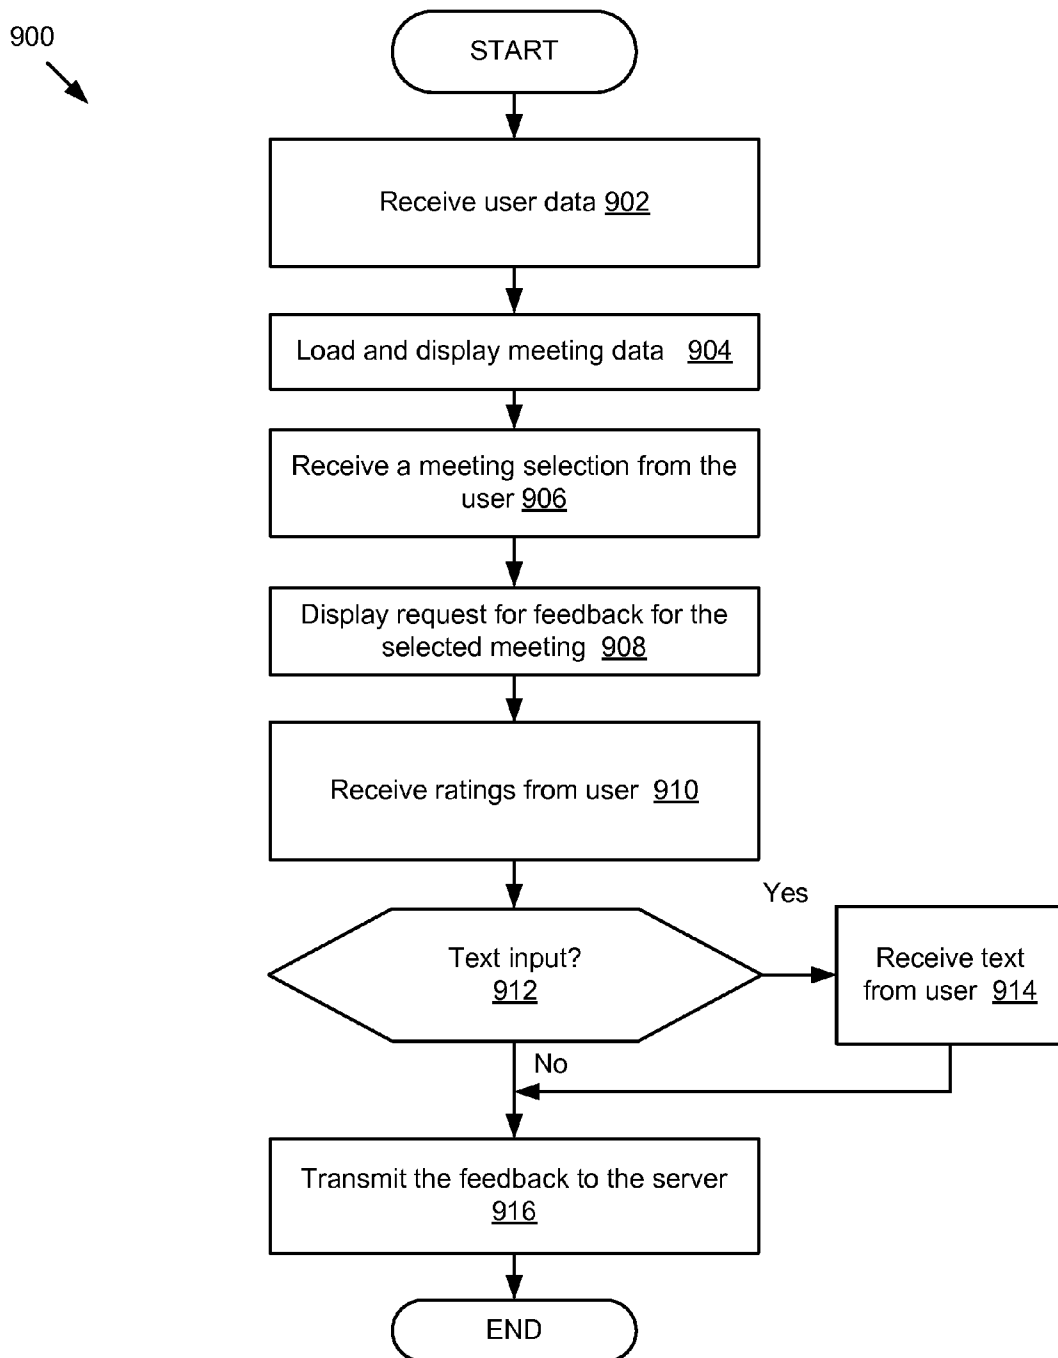 900
START
Receive user data 902
Load and display meeting data 904
Receive a meeting selection from the
user 906
Display request for feedback for the
selected meeting 908
Receive ratings from user 910
Text input?
912
Yes
Receive text
from user 914
No
Transmit the feedback to the server
916
END